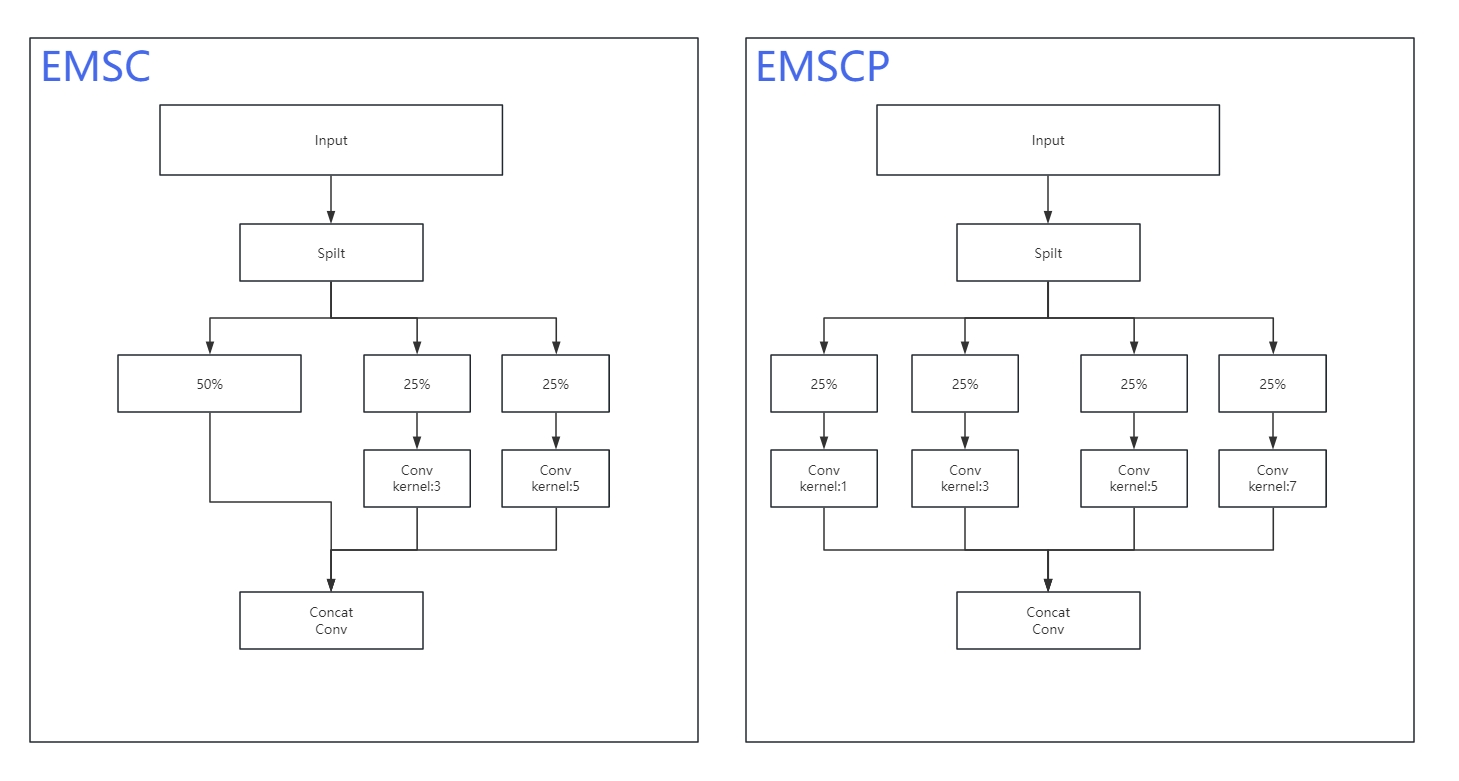 EMSC
Input
Spilt
50%
25%
25%
Conv
kernel:3
Conv
kernel:5
Concat
Conv
EMSCP
Input
Spilt
25%
25%
25%
25%
Conv
kernel:1
Conv
kernel:3
Conv
kernel:5
Conv
kernel:7
Concat
Conv